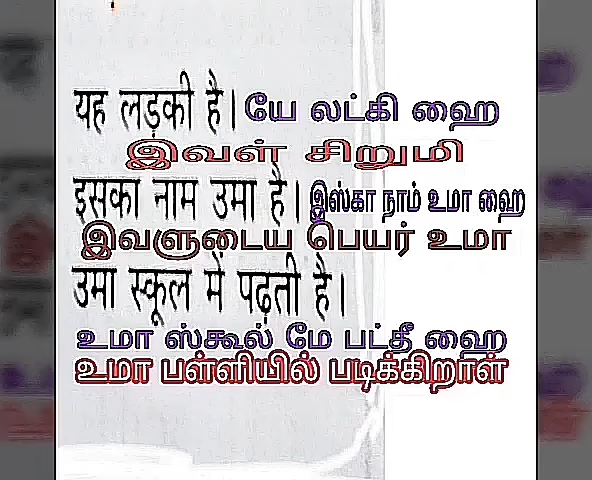 यह लड़की है। யே லட்கி ஹை
இவள் சிறுமி
इसका नाम उमा है। இஸ்கா நாம் உமா ஹை
இவளுடைய பெயர் உமா
उमा स्कूल में पढ़ती है।
உமா ஸ்கூல் மே பட்தீ ஹை
உமா பள்ளியில் படிக்கிறாள்